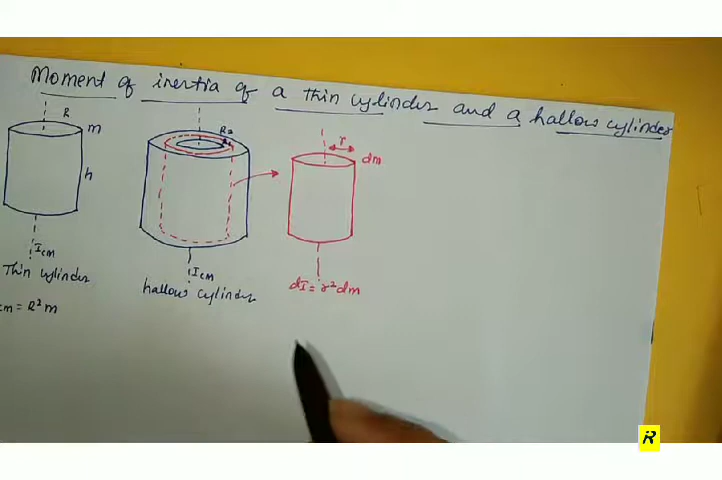 Moment of inertia of a thin cylinder and a hallow cylinder
R
m
h
Icm
Thin cylinder
cm = R²m
R2
R1
Icm
hallow cylinder
r
dm
dI = r²dm
R